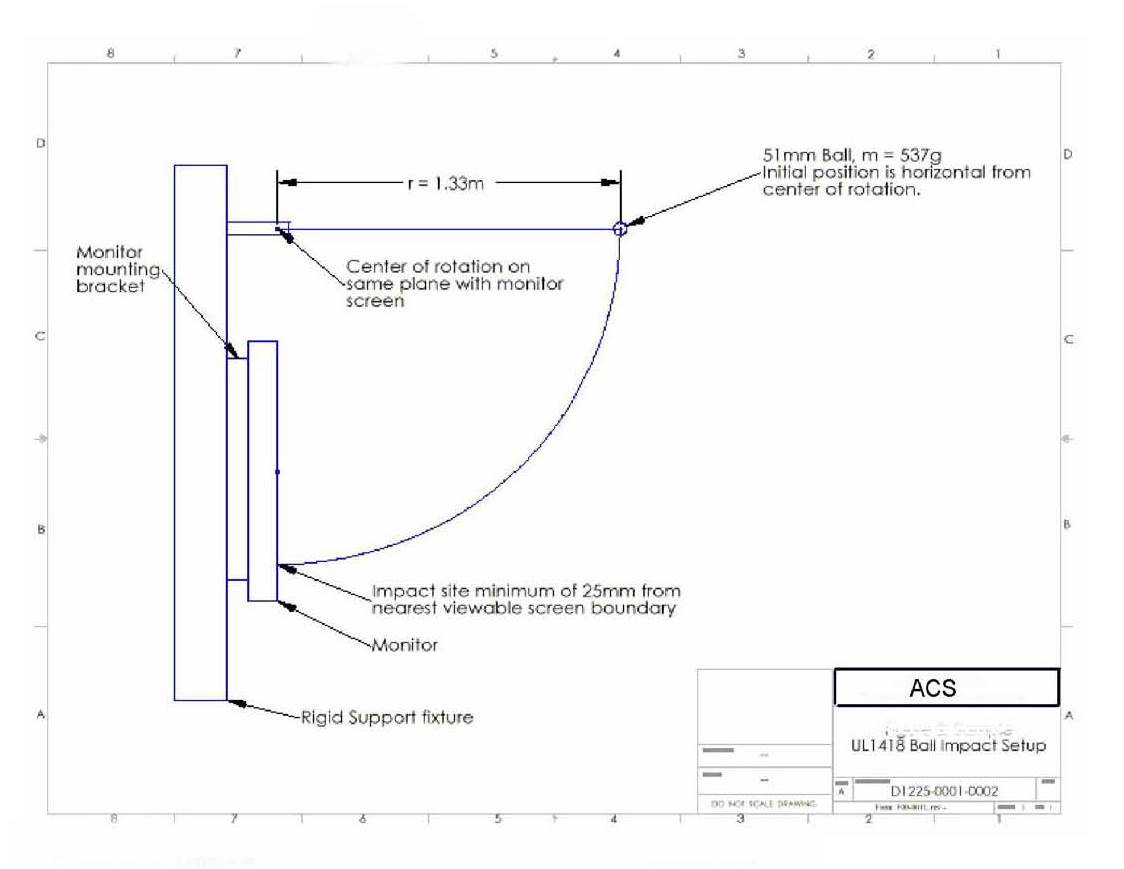 8 7 5 4 3 2 1
D
D
51mm Ball, m = 537g
Initial position is horizontal from
center of rotation.
r = 1.33m
Monitor
mounting
bracket
Center of rotation on
same plane with monitor
screen
C
C
B
B
Impact site minimum of 25mm from
nearest viewable screen boundary
Monitor
Rigid Support fixture
A
A
ACS
UL1418 Ball Impact Setup
--
--
A
D1225-0001-0002
DO NOT SCALE DRAWING
8 7 6 5 4 3 2 1